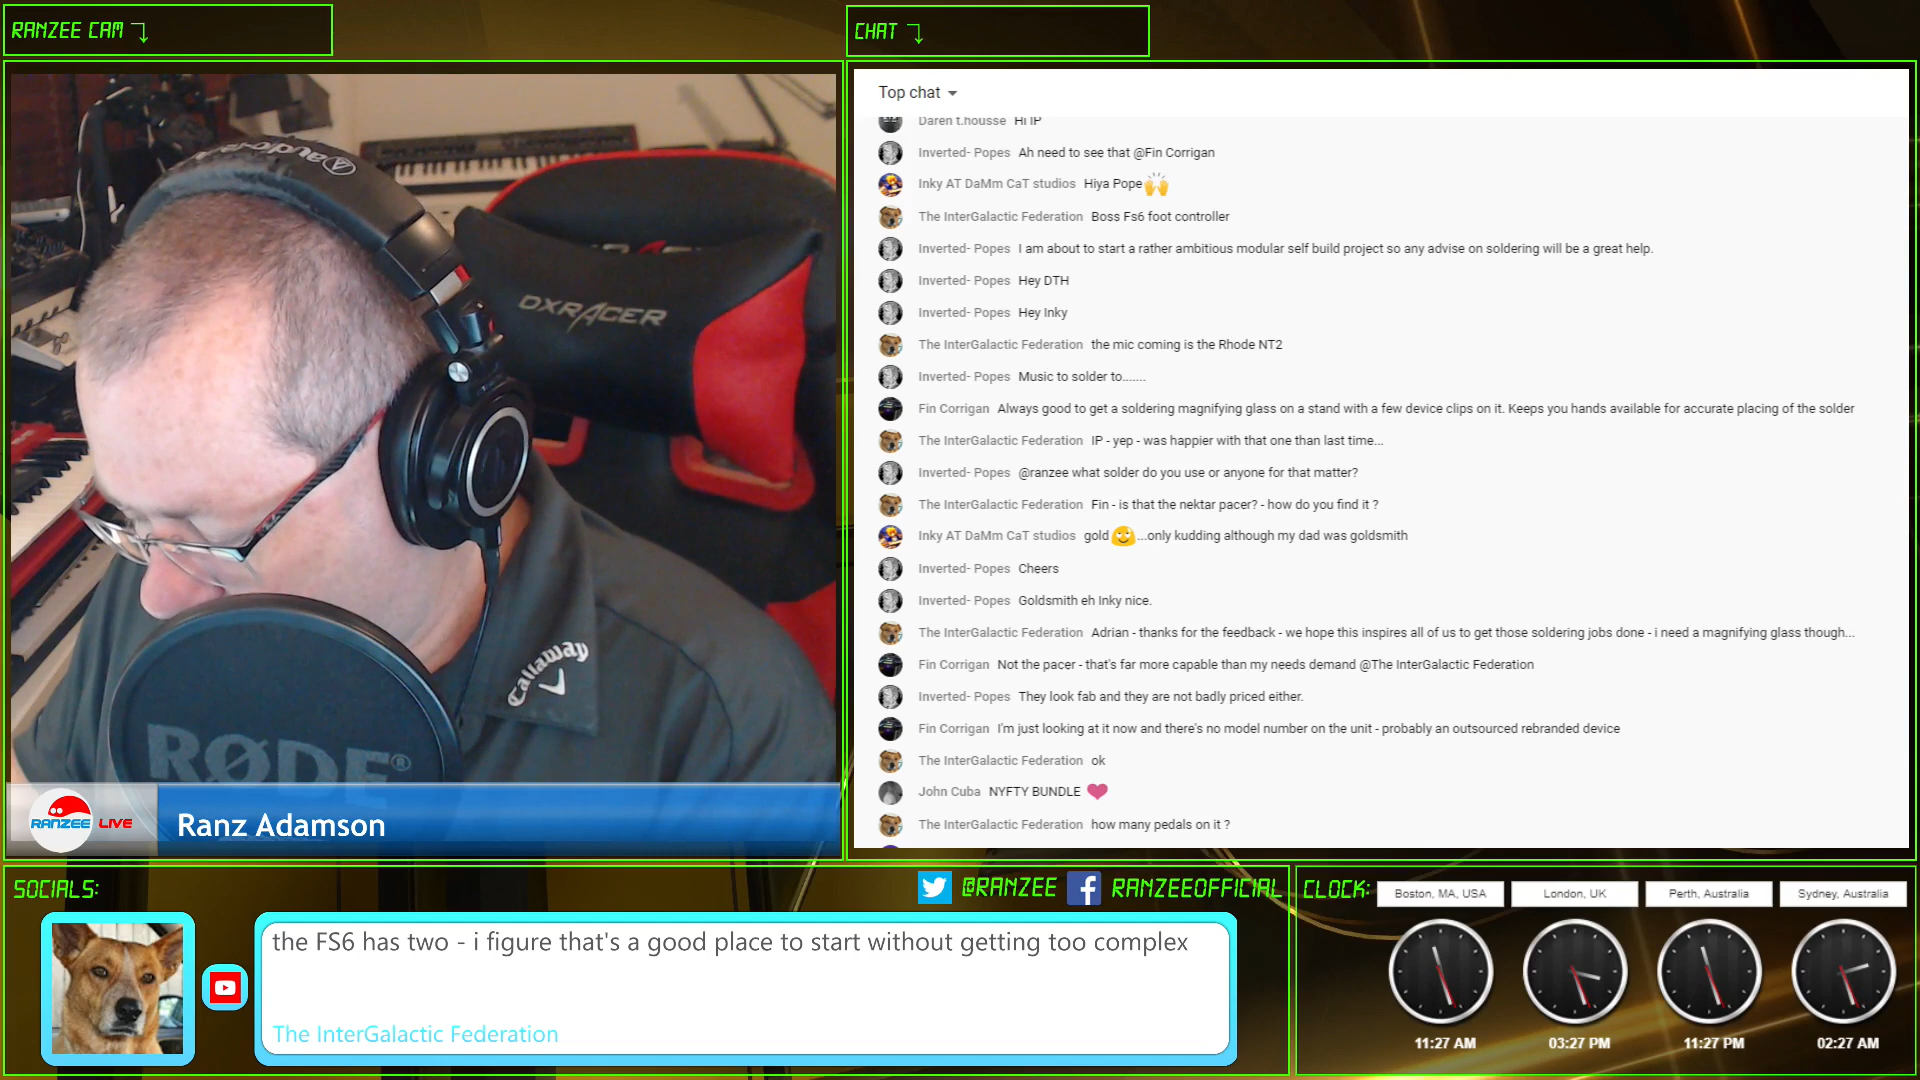 RANZEE CAM
CHAT
Top chat
Daren t.housse Hi IP
Inverted- Popes Ah need to see that @Fin Corrigan
Inky AT DaMm CaT studios Hiya Pope
The InterGalactic Federation Boss Fs6 foot controller
Inverted- Popes I am about to start a rather ambitious modular self build project so any advise on soldering will be a great help.
Inverted- Popes Hey DTH
Inverted- Popes Hey Inky
The InterGalactic Federation the mic coming is the Rhode NT2
Inverted- Popes Music to solder to.......
Fin Corrigan Always good to get a soldering magnifying glass on a stand with a few device clips on it. Keeps you hands available for accurate placing of the solder
The InterGalactic Federation IP - yep - was happier with that one than last time...
Inverted- Popes @ranzee what solder do you use or anyone for that matter?
The InterGalactic Federation Fin - is that the nektar pacer? - how do you find it ?
Inky AT DaMm CaT studios gold ...only kudding although my dad was goldsmith
Inverted- Popes Cheers
Inverted- Popes Goldsmith eh Inky nice.
The InterGalactic Federation Adrian - thanks for the feedback - we hope this inspires all of us to get those soldering jobs done - i need a magnifying glass though...
Fin Corrigan Not the pacer - that's far more capable than my needs demand @The InterGalactic Federation
Inverted- Popes They look fab and they are not badly priced either.
Fin Corrigan I'm just looking at it now and there's no model number on the unit - probably an outsourced rebranded device
The InterGalactic Federation ok
John Cuba NYFTY BUNDLE
The InterGalactic Federation how many pedals on it ?
audio-
DXRACER
Callaway
RØDE®
RANZEE LIVE
Ranz Adamson
SOCIALS:
@RANZEE
RANZEEOFFICIAL
the FS6 has two - i figure that's a good place to start without getting too complex
The InterGalactic Federation
CLOCK:
Boston, MA, USA
London, UK
Perth, Australia
Sydney, Australia
11:27 AM
03:27 PM
11:27 PM
02:27 AM